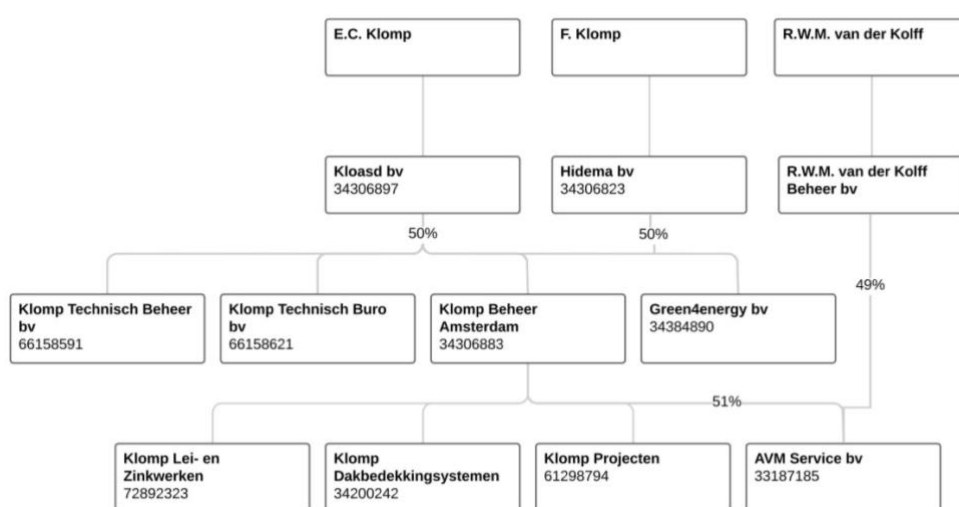 E.C. Klomp
F. Klomp
R.W.M. van der Kolff
Kloasd bv
34306897
Hidema bv
34306823
R.W.M. van der Kolff
Beheer bv
50%
50%
49%
Klomp Technisch Beheer
bv
66158591
Klomp Technisch Buro
bv
66158621
Klomp Beheer
Amsterdam
34306883
Green4energy bv
34384890
51%
Klomp Lei- en
Zinkwerken
72892323
Klomp
Dakbedekkingsystemen
34200242
Klomp Projecten
61298794
AVM Service bv
33187185